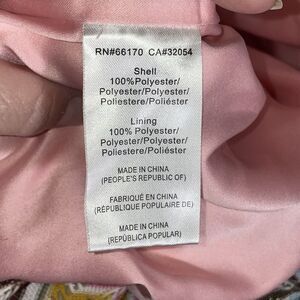 RN#66170 CA#32054
Shell
100%Polyester/
Polyester/Polyester/
Poliestere/Poliéster
Lining
100% Polyester/
Polyester/Polyester/
Poliestere/Poliéster
MADE IN CHINA
(PEOPLE'S REPUBLIC OF)
FABRIQUÉ EN CHINA
(RÉPUBLIQUE POPULAIRE DE)
MADE IN CHINA
(REPÚBLICA POPULAR)